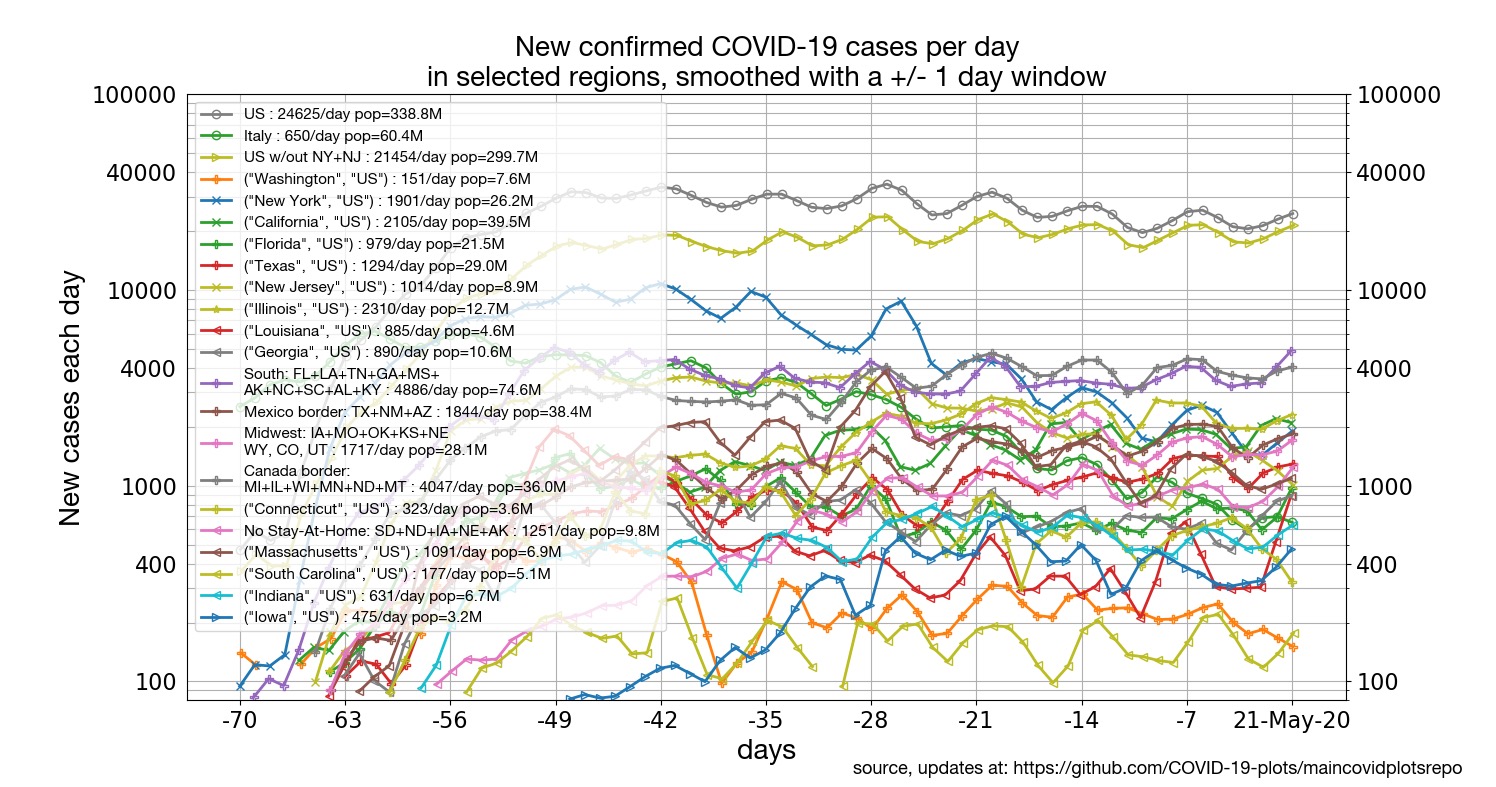 New confirmed COVID-19 cases per day
in selected regions, smoothed with a +/- 1 day window
100000
40000
10000
4000
1000
400
100
New cases each day
US : 24625/day pop=338.8M
Italy : 650/day pop=60.4M
US w/out NY+NJ : 21454/day pop=299.7M
("Washington", "US") : 151/day pop=7.6M
("New York", "US") : 1901/day pop=26.2M
("California", "US") : 2105/day pop=39.5M
("Florida", "US") : 979/day pop=21.5M
("Texas", "US") : 1294/day pop=29.0M
("New Jersey", "US") : 1014/day pop=8.9M
("Illinois", "US") : 2310/day pop=12.7M
("Louisiana", "US") : 885/day pop=4.6M
("Georgia", "US") : 890/day pop=10.6M
South: FL+LA+TN+GA+MS+
AK+NC+SC+AL+KY : 4886/day pop=74.6M
Mexico border: TX+NM+AZ : 1844/day pop=38.4M
Midwest: IA+MO+OK+KS+NE
WY, CO, UT : 1717/day pop=28.1M
Canada border:
MI+IL+WI+MN+ND+MT : 4047/day pop=36.0M
("Connecticut", "US") : 323/day pop=3.6M
No Stay-At-Home: SD+ND+IA+NE+AK : 1251/day pop=9.8M
("Massachusetts", "US") : 1091/day pop=6.9M
("South Carolina", "US") : 177/day pop=5.1M
("Indiana", "US") : 631/day pop=6.7M
("Iowa", "US") : 475/day pop=3.2M
100000
40000
10000
4000
1000
400
100
-70 -63 -56 -49 -42 -35 -28 -21 -14 -7 21-May-20
days
source, updates at: https://github.com/COVID-19-plots/maincovidplotsrepo